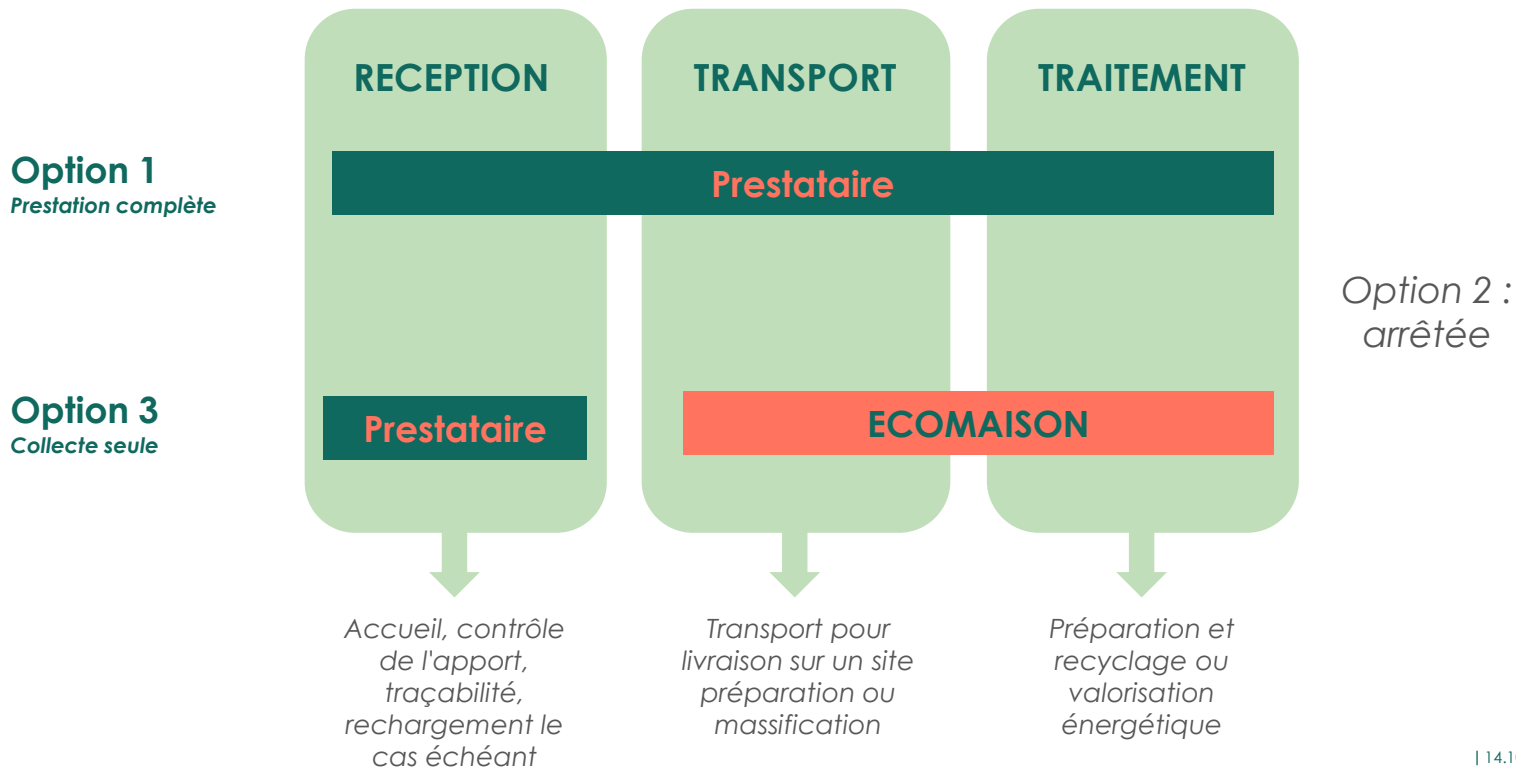 RECEPTION
TRANSPORT
TRAITEMENT
Option 1
Prestation complète
Prestataire
Option 2 :
arrêtée
Option 3
Collecte seule
Prestataire
ECOMAISON
Accueil, contrôle
de l'apport,
traçabilité,
rechargement le
cas échéant
Transport pour
livraison sur un site
préparation ou
massification
Préparation et
recyclage ou
valorisation
énergétique